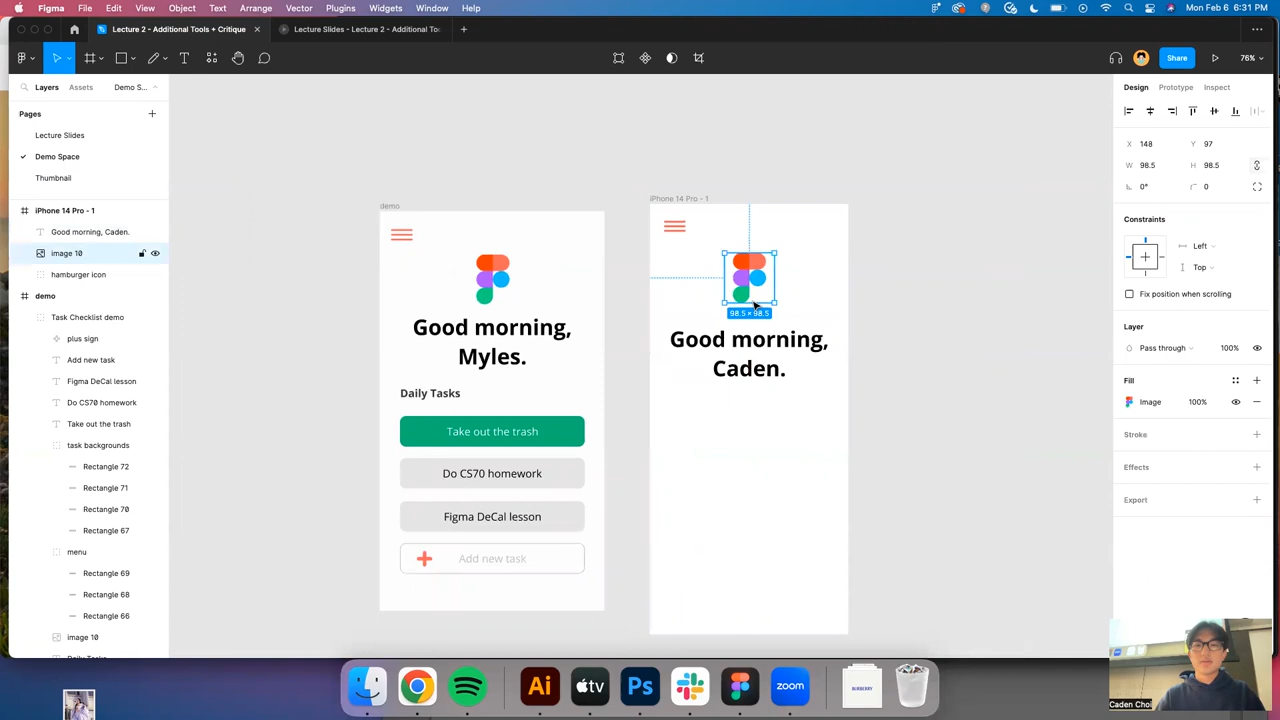 Figma File Edit View Object Text Arrange Vector Plugins Widgets Window Help
Mon Feb 6 6:31 PM
Lecture 2 - Additional Tools + Critique
Lecture Slides - Lecture 2 - Additional To
Share
76%
Layers Assets Demo S...
Design Prototype Inspect
Pages
Lecture Slides
Demo Space
Thumbnail
iPhone 14 Pro - 1
Good morning, Caden.
image 10
hamburger icon
demo
Task Checklist demo
plus sign
Add new task
Figma DeCal lesson
Do CS70 homework
Take out the trash
task backgrounds
Rectangle 72
Rectangle 71
Rectangle 70
Rectangle 67
menu
Rectangle 69
Rectangle 68
Rectangle 66
image 10
demo
Good morning,
Myles.
Daily Tasks
Take out the trash
Do CS70 homework
Figma DeCal lesson
Add new task
iPhone 14 Pro - 1
98.5 × 98.5
Good morning,
Caden.
X 148 Y 97
W 98.5 H 98.5
0° 0
Constraints
Left
Top
Fix position when scrolling
Layer
Pass through 100%
Fill
Image 100%
Stroke
Effects
Export
Ai
tv
Ps
zoom
BURBERRY
Caden Choi